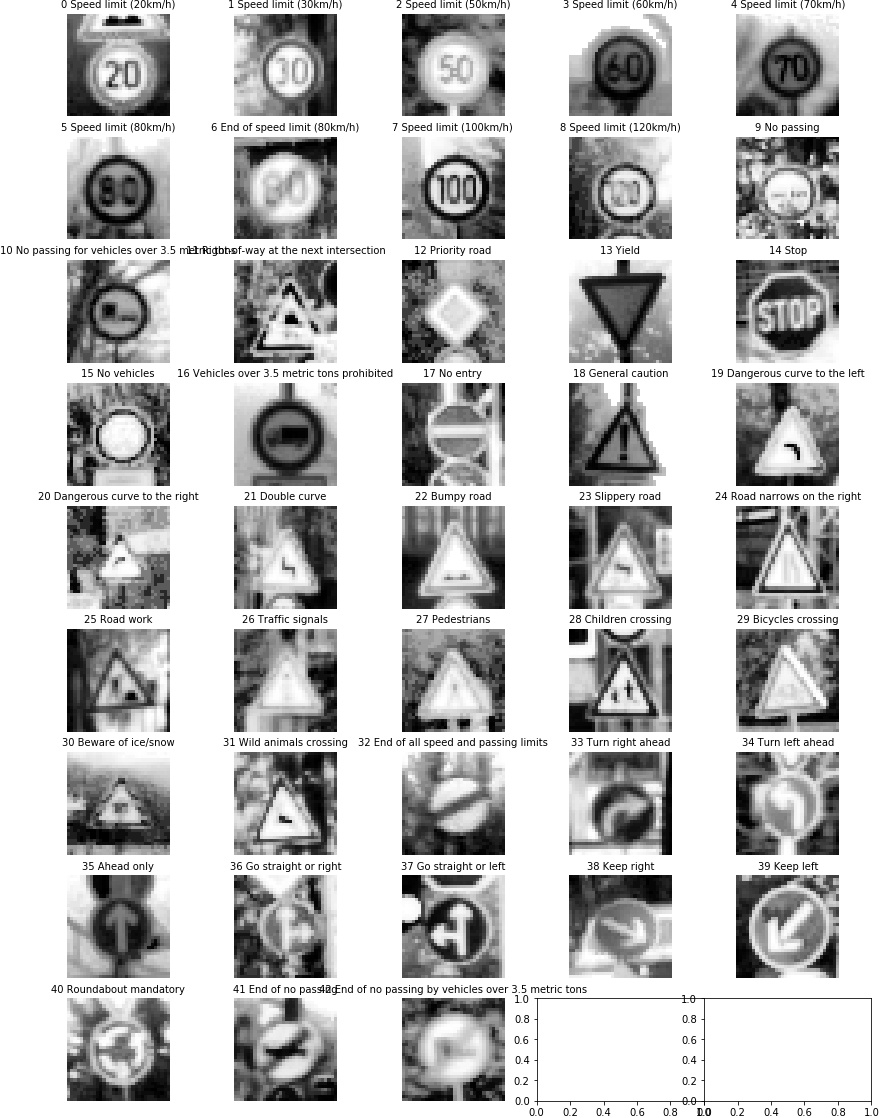 0 Speed limit (20km/h) 1 Speed limit (30km/h) 2 Speed limit (50km/h) 3 Speed limit (60km/h) 4 Speed limit (70km/h)
20 30 50 60 70
5 Speed limit (80km/h) 6 End of speed limit (80km/h) 7 Speed limit (100km/h) 8 Speed limit (120km/h) 9 No passing
80 80 100 120
10 No passing for vehicles over 3.5 metric tons 11 Right-of-way at the next intersection 12 Priority road 13 Yield 14 Stop
STOP
15 No vehicles 16 Vehicles over 3.5 metric tons prohibited 17 No entry 18 General caution 19 Dangerous curve to the left
!
20 Dangerous curve to the right 21 Double curve 22 Bumpy road 23 Slippery road 24 Road narrows on the right
25 Road work 26 Traffic signals 27 Pedestrians 28 Children crossing 29 Bicycles crossing
30 Beware of ice/snow 31 Wild animals crossing 32 End of all speed and passing limits 33 Turn right ahead 34 Turn left ahead
35 Ahead only 36 Go straight or right 37 Go straight or left 38 Keep right 39 Keep left
40 Roundabout mandatory 41 End of no passing 42 End of no passing by vehicles over 3.5 metric tons
1.0 1.0
0.8 0.8
0.6 0.6
0.4 0.4
0.2 0.2
0.0 0.0
0.0 0.2 0.4 0.6 0.8 1.0 0.0 0.2 0.4 0.6 0.8 1.0